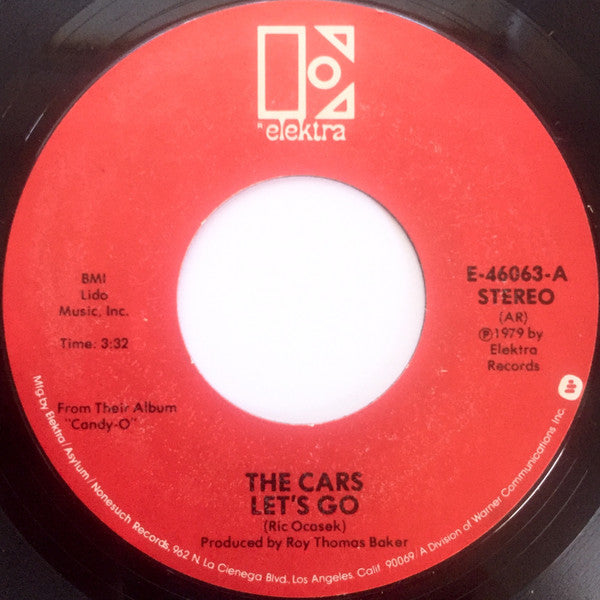 ® elektra
BMI
Lido
Music, Inc.
Time: 3:32
From Their Album
"Candy-O"
E-46063-A
STEREO
(AR)
℗1979 by
Elektra
Records
THE CARS
LET'S GO
(Ric Ocasek)
Produced by Roy Thomas Baker
Mfg. by Elektra/Asylum/Nonesuch Records, 962 N. La Cienega Blvd., Los Angeles, Calif. 90069 A Division of Warner Communications Inc.